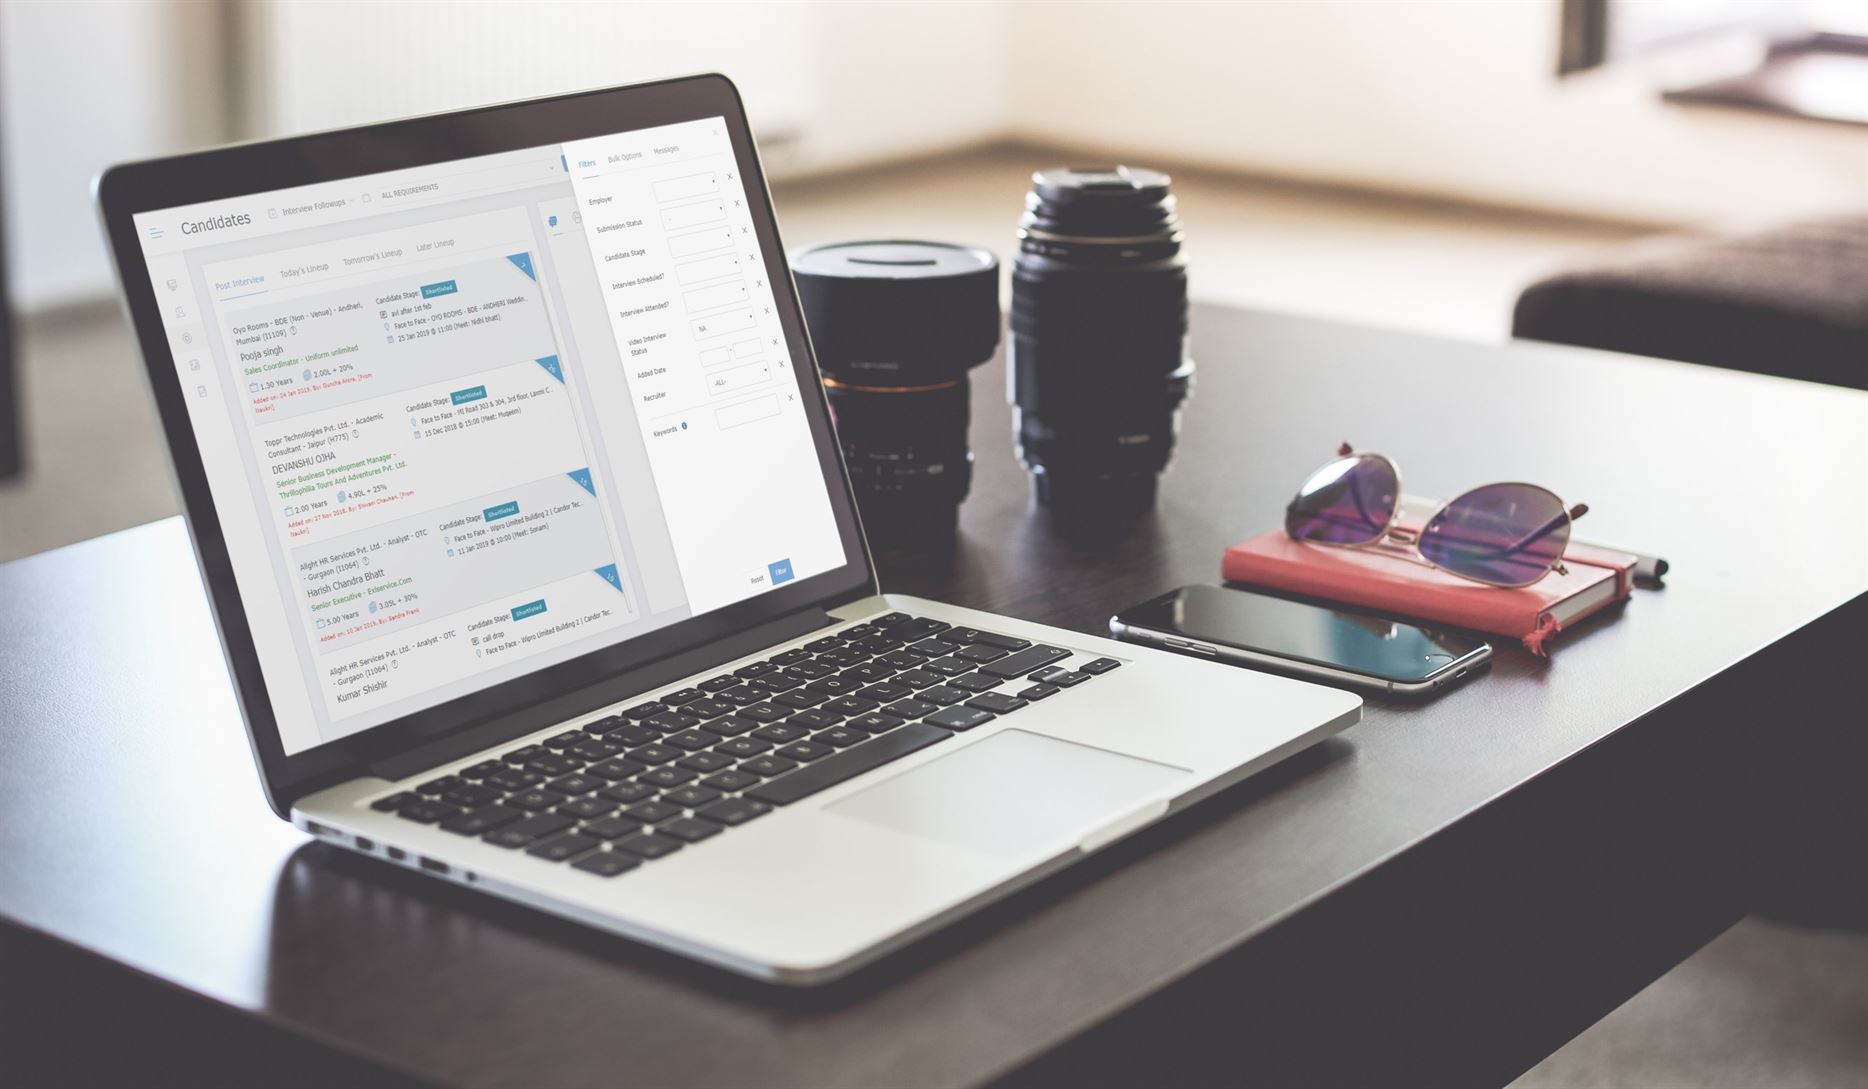 Candidates
Interview Followups
ALL REQUIREMENTS
Post Interview
Today's Lineup
Tomorrow's Lineup
Later Lineup
Oyo Rooms - BDE (Non - Venue) - Andheri,
Mumbai (I1109)
Pooja singh
Sales Coordinator - Uniform unlimited
1.30 Years
2.00L + 20%
Added on: 24 Jan 2019, By: Guncha Arora, [From
Naukri]
Candidate Stage: Shortlisted
avl after 1st feb
Face to Face - OYO ROOMS - BDE - ANDHERI Weddin...
25 Jan 2019 @ 11:00 (Meet: Nidhi bhatt)
Toppr Technologies Pvt. Ltd. - Academic
Consultant - Jaipur (H775)
DEVANSHU OJHA
Senior Business Development Manager -
Thrillophilia Tours And Adventures Pvt. Ltd.
2.00 Years
4.90L + 25%
Added on: 27 Nov 2018, By: Shivani Chauhan, [From
Naukri]
Candidate Stage: Shortlisted
Face to Face - MI Road 303 & 304, 3rd floor, Laxmi C...
15 Dec 2018 @ 15:00 (Meet: Muqeem)
Alight HR Services Pvt. Ltd. - Analyst - OTC
- Gurgaon (I1064)
Harish Chandra Bhatt
Senior Executive - Exlservice.Com
5.00 Years
3.05L + 30%
Added on: 10 Jan 2019, By: Sandra Frank
Candidate Stage: Shortlisted
Face to Face - Wipro Limited Building 2 ( Candor Tec...
11 Jan 2019 @ 10:00 (Meet: Sonam)
Alight HR Services Pvt. Ltd. - Analyst - OTC
- Gurgaon (I1064)
Kumar Shishir
Candidate Stage: Shortlisted
call drop
Face to Face - Wipro Limited Building 2 ( Candor Tec...
Filters
Bulk Options
Messages
Employer
Submission Status
Candidate Stage
Interview Scheduled?
Interview Attended?
Video Interview
Status
NA
Added Date
Recruiter
-ALL-
Keywords
Reset
Filter